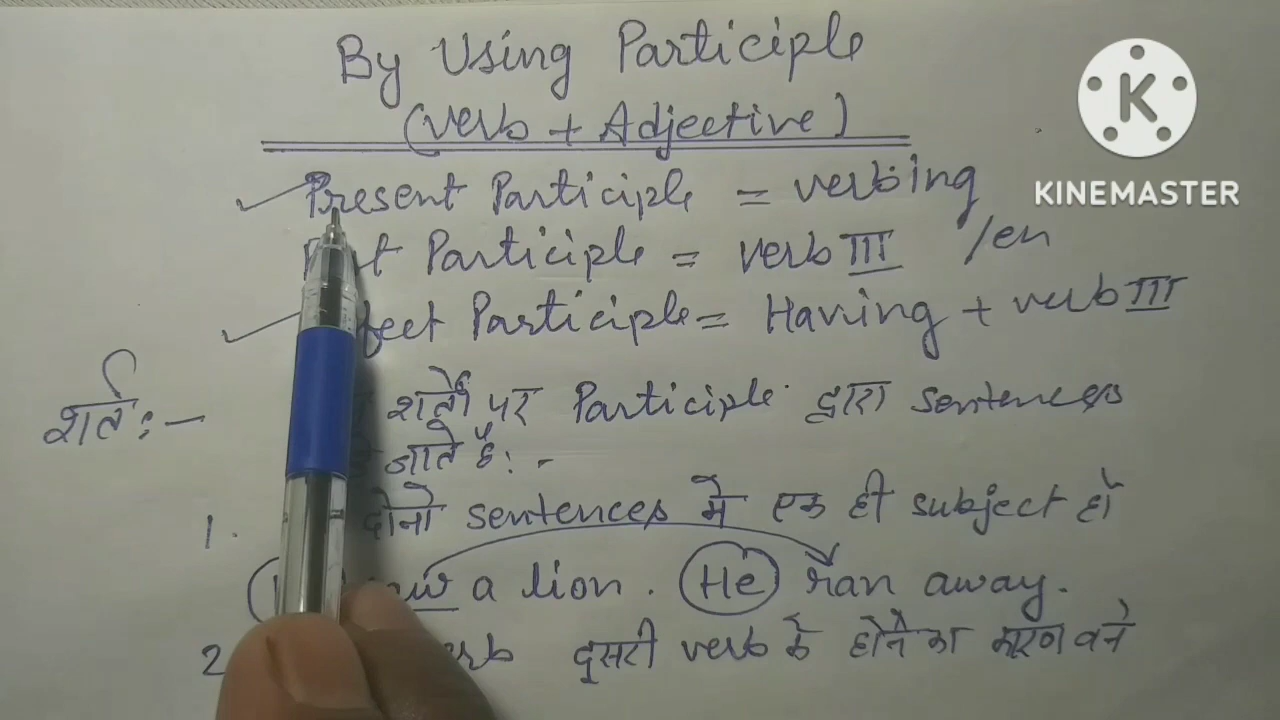 By Using Participle
(verb + Adjective)
Present Participle = verbing
Participle = verb III /en
Participle = Having + verb III
शर्त :-
शर्तों पर Participle द्वारा sentences
जाते है : -
1. दोनो sentences मे एक ही subject हों
a lion. He ran away.
2 दूसरी verb के होने का कारण बने
K
KINEMASTER